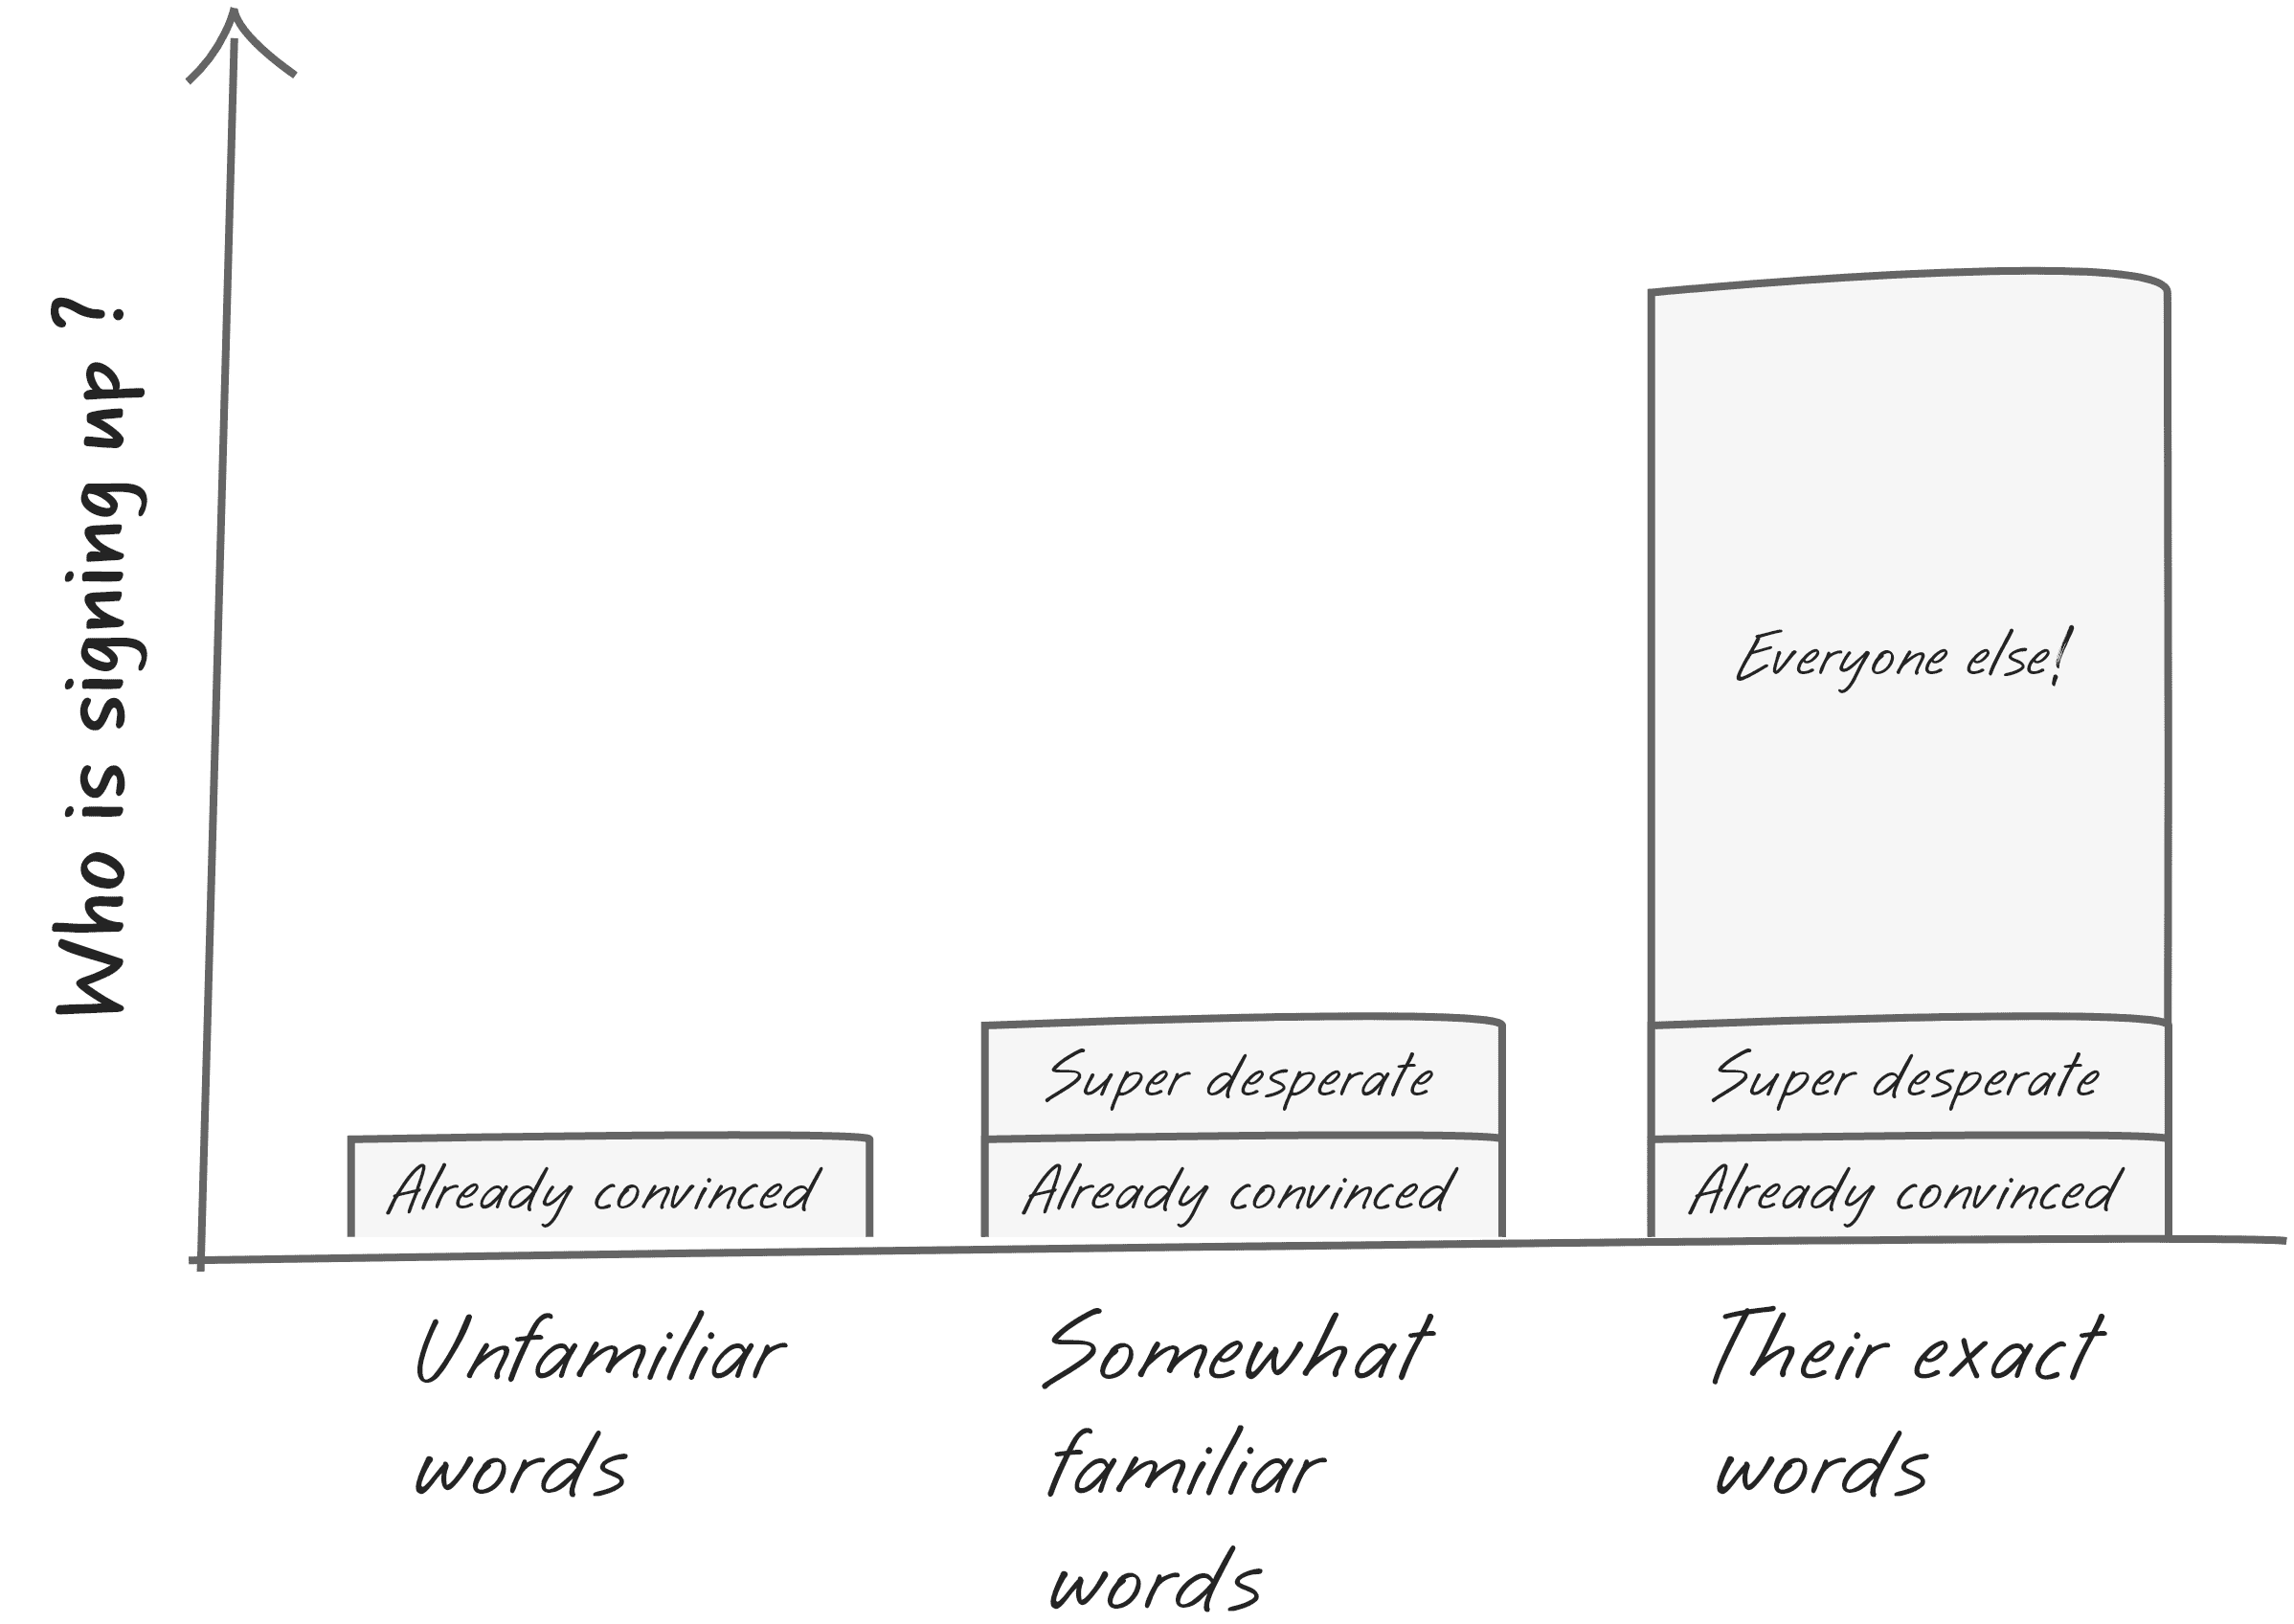 Who is signing up ?
Everyone else!
Super desperate
Super desperate
Already convinced
Already convinced
Already convinced
Unfamiliar
words
Somewhat
familiar
words
Their exact
words